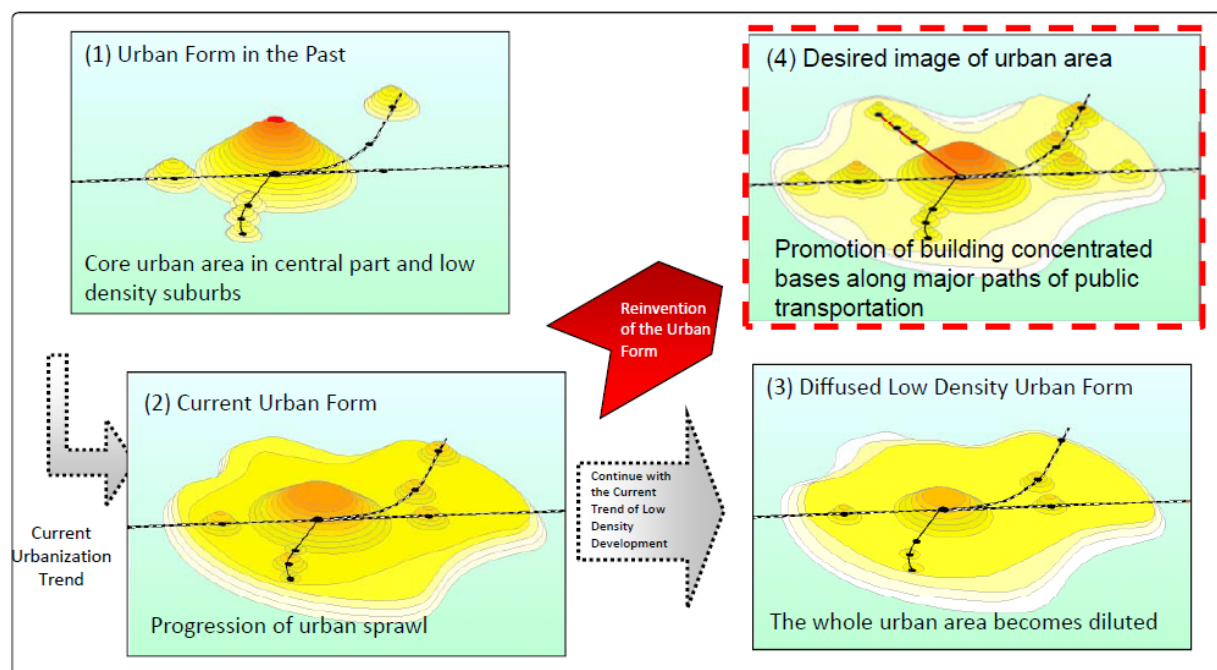 (1) Urban Form in the Past
Core urban area in central part and low
density suburbs
(4) Desired image of urban area
Promotion of building concentrated
bases along major paths of public
transportation
Reinvention
of the Urban
Form
Current
Urbanization
Trend
(2) Current Urban Form
Progression of urban sprawl
Continue with
the Current
Trend of Low
Density
Development
(3) Diffused Low Density Urban Form
The whole urban area becomes diluted